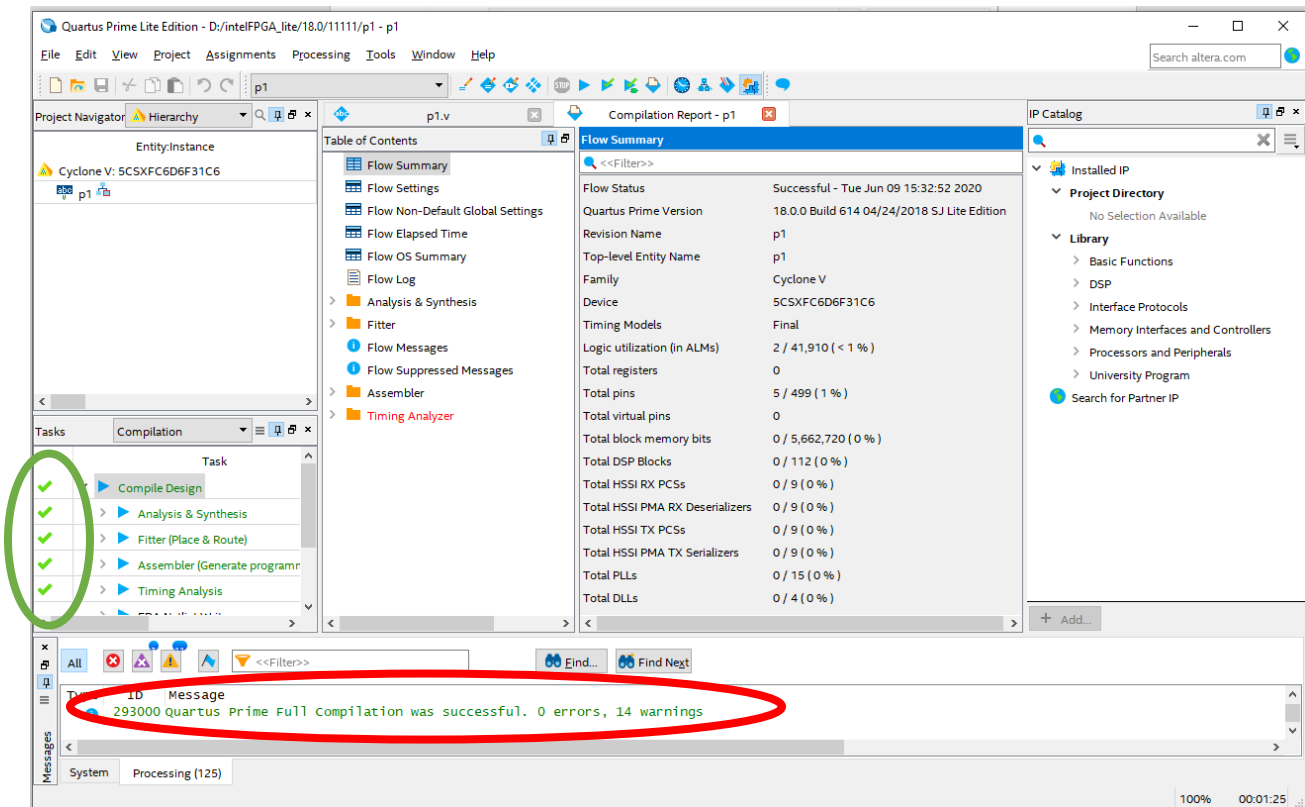 Quartus Prime Lite Edition - D:/intelFPGA_lite/18.0/11111/p1 - p1
File Edit View Project Assignments Processing Tools Window Help
Search altera.com
p1
Project Navigator Hierarchy
Entity:Instance
Cyclone V: 5CSXFC6D6F31C6
abc p1
Tasks Compilation
Task
Compile Design
Analysis & Synthesis
Fitter (Place & Route)
Assembler (Generate programm
Timing Analysis
p1.v
Compilation Report - p1
Table of Contents
Flow Summary
Flow Settings
Flow Non-Default Global Settings
Flow Elapsed Time
Flow OS Summary
Flow Log
Analysis & Synthesis
Fitter
Flow Messages
Flow Suppressed Messages
Assembler
Timing Analyzer
Flow Summary
<<Filter>>
Flow Status Successful - Tue Jun 09 15:32:52 2020
Quartus Prime Version 18.0.0 Build 614 04/24/2018 SJ Lite Edition
Revision Name p1
Top-level Entity Name p1
Family Cyclone V
Device 5CSXFC6D6F31C6
Timing Models Final
Logic utilization (in ALMs) 2 / 41,910 ( < 1 % )
Total registers 0
Total pins 5 / 499 ( 1 % )
Total virtual pins 0
Total block memory bits 0 / 5,662,720 ( 0 % )
Total DSP Blocks 0 / 112 ( 0 % )
Total HSSI RX PCSs 0 / 9 ( 0 % )
Total HSSI PMA RX Deserializers 0 / 9 ( 0 % )
Total HSSI TX PCSs 0 / 9 ( 0 % )
Total HSSI PMA TX Serializers 0 / 9 ( 0 % )
Total PLLs 0 / 15 ( 0 % )
Total DLLs 0 / 4 ( 0 % )
IP Catalog
Installed IP
Project Directory
No Selection Available
Library
Basic Functions
DSP
Interface Protocols
Memory Interfaces and Controllers
Processors and Peripherals
University Program
Search for Partner IP
+ Add...
All <<Filter>> Find... Find Next
Type ID Message
293000 Quartus Prime Full Compilation was successful. 0 errors, 14 warnings
Messages
System Processing (125)
100% 00:01:25